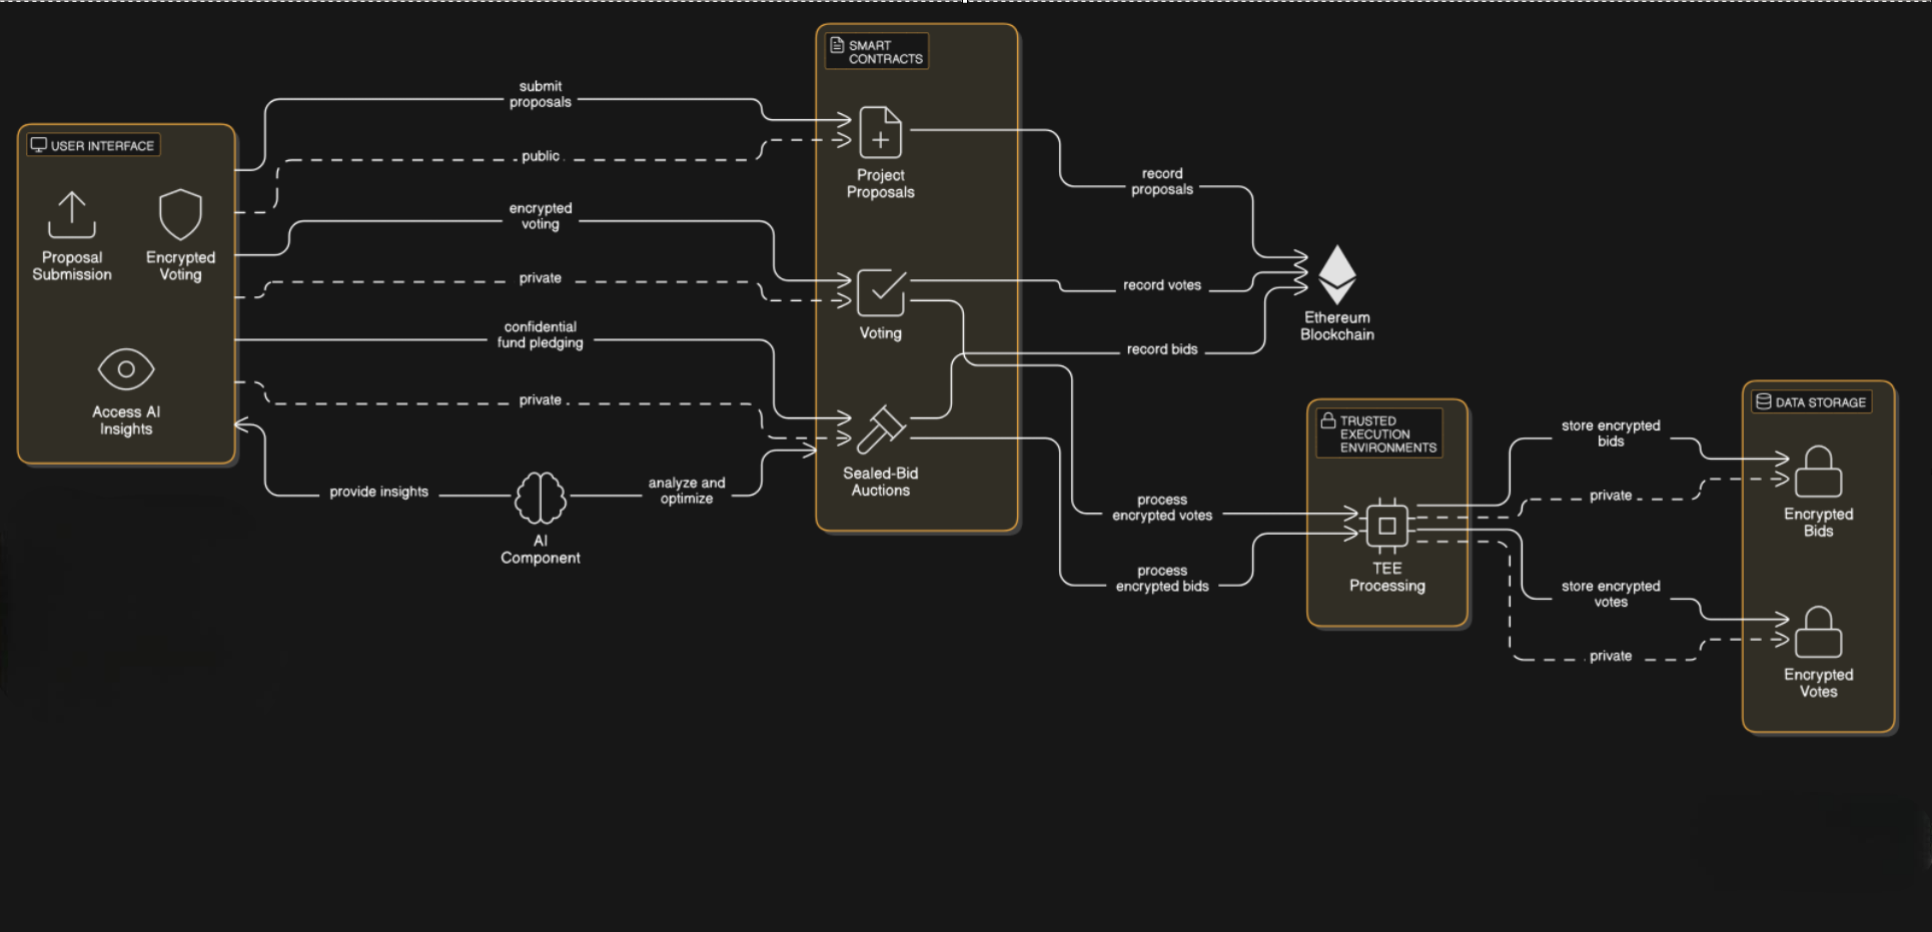 USER INTERFACE
Proposal
Submission
Encrypted
Voting
Access AI
Insights
submit
proposals
public
encrypted
voting
private
confidential
fund pledging
private
provide insights
AI
Component
analyze and
optimize
SMART
CONTRACTS
Project
Proposals
Voting
Sealed-Bid
Auctions
record
proposals
record votes
record bids
process
encrypted votes
process
encrypted bids
Ethereum
Blockchain
TRUSTED
EXECUTION
ENVIRONMENTS
TEE
Processing
store encrypted
bids
private
store encrypted
votes
private
DATA STORAGE
Encrypted
Bids
Encrypted
Votes